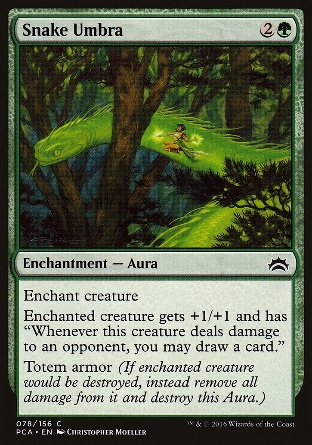 Snake Umbra 2
Enchantment — Aura
Enchant creature
Enchanted creature gets +1/+1 and has
“Whenever this creature deals damage
to an opponent, you may draw a card.”
Totem armor (If enchanted creature
would be destroyed, instead remove all
damage from it and destroy this Aura.)
078/156 C
PCA • EN Christopher Moeller
™ & © 2016 Wizards of the Coast